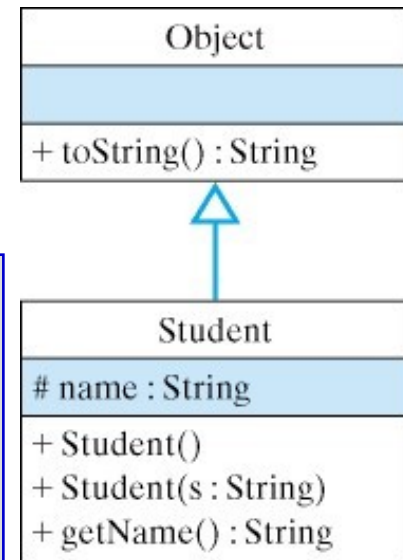 Object
+ toString() : String
Student
# name : String
+ Student()
+ Student(s : String)
+ getName() : String